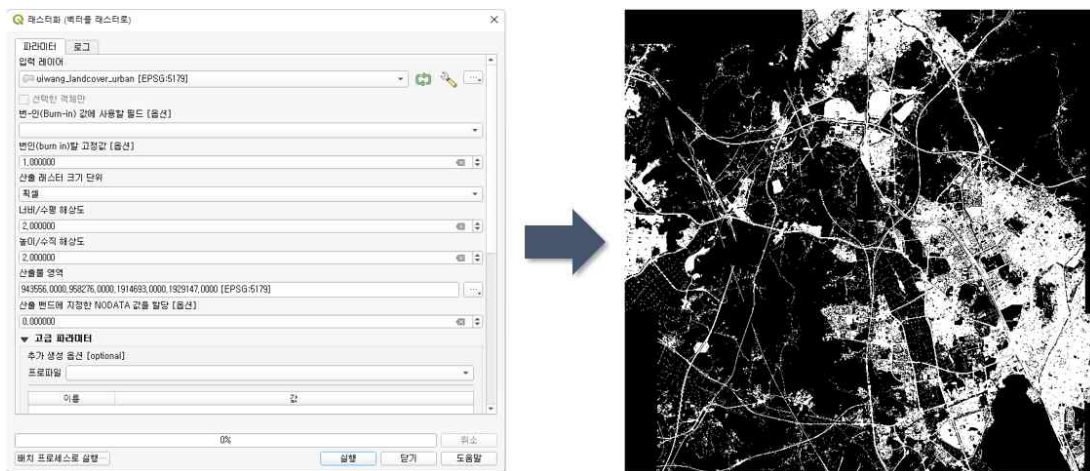 래스터화 (벡터를 래스터로)
파라미터 로그
입력 레이어
uiwang_landcover_urban [EPSG:5179]
선택한 객체만
번-인(Burn-in) 값에 사용할 필드 [옵션]
번인(burn in)할 고정값 [옵션]
1,000000
산출 래스터 크기 단위
픽셀
너비/수평 해상도
2,000000
높이/수직 해상도
2,000000
산출물 영역
943556,0000,958276,0000,1914693,0000,1929147,0000 [EPSG:5179]
산출 밴드에 지정한 NODATA 값을 할당 [옵션]
0,000000
▼ 고급 파라미터
추가 생성 옵션 [optional]
프로파일
이름 값
0% 취소
배치 프로세스로 실행… 실행 닫기 도움말